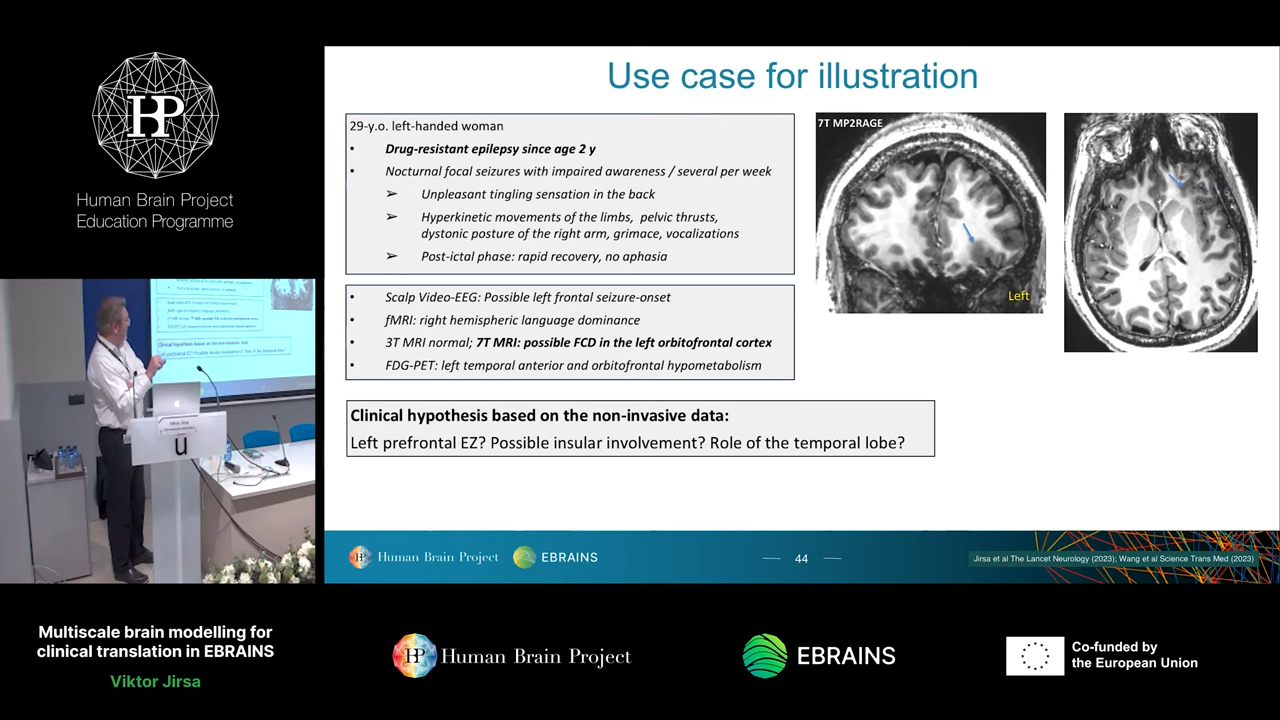 HP
Human Brain Project
Education Programme
Use case for illustration
29-y.o. left-handed woman
• Drug-resistant epilepsy since age 2 y
• Nocturnal focal seizures with impaired awareness / several per week
➢ Unpleasant tingling sensation in the back
➢ Hyperkinetic movements of the limbs, pelvic thrusts,
dystonic posture of the right arm, grimace, vocalizations
➢ Post-ictal phase: rapid recovery, no aphasia
• Scalp Video-EEG: Possible left frontal seizure-onset
• fMRI: right hemispheric language dominance
• 3T MRI normal; 7T MRI: possible FCD in the left orbitofrontal cortex
• FDG-PET: left temporal anterior and orbitofrontal hypometabolism
Clinical hypothesis based on the non-invasive data:
Left prefrontal EZ? Possible insular involvement? Role of the temporal lobe?
7T MP2RAGE
Left
HP Human Brain Project
EBRAINS
44
Jirsa et al The Lancet Neurology (2023); Wang et al Science Trans Med (2023)
Viktor Jirsa
u
Multiscale brain modelling for
clinical translation in EBRAINS
Viktor Jirsa
HP Human Brain Project
EBRAINS
Co-funded by
the European Union